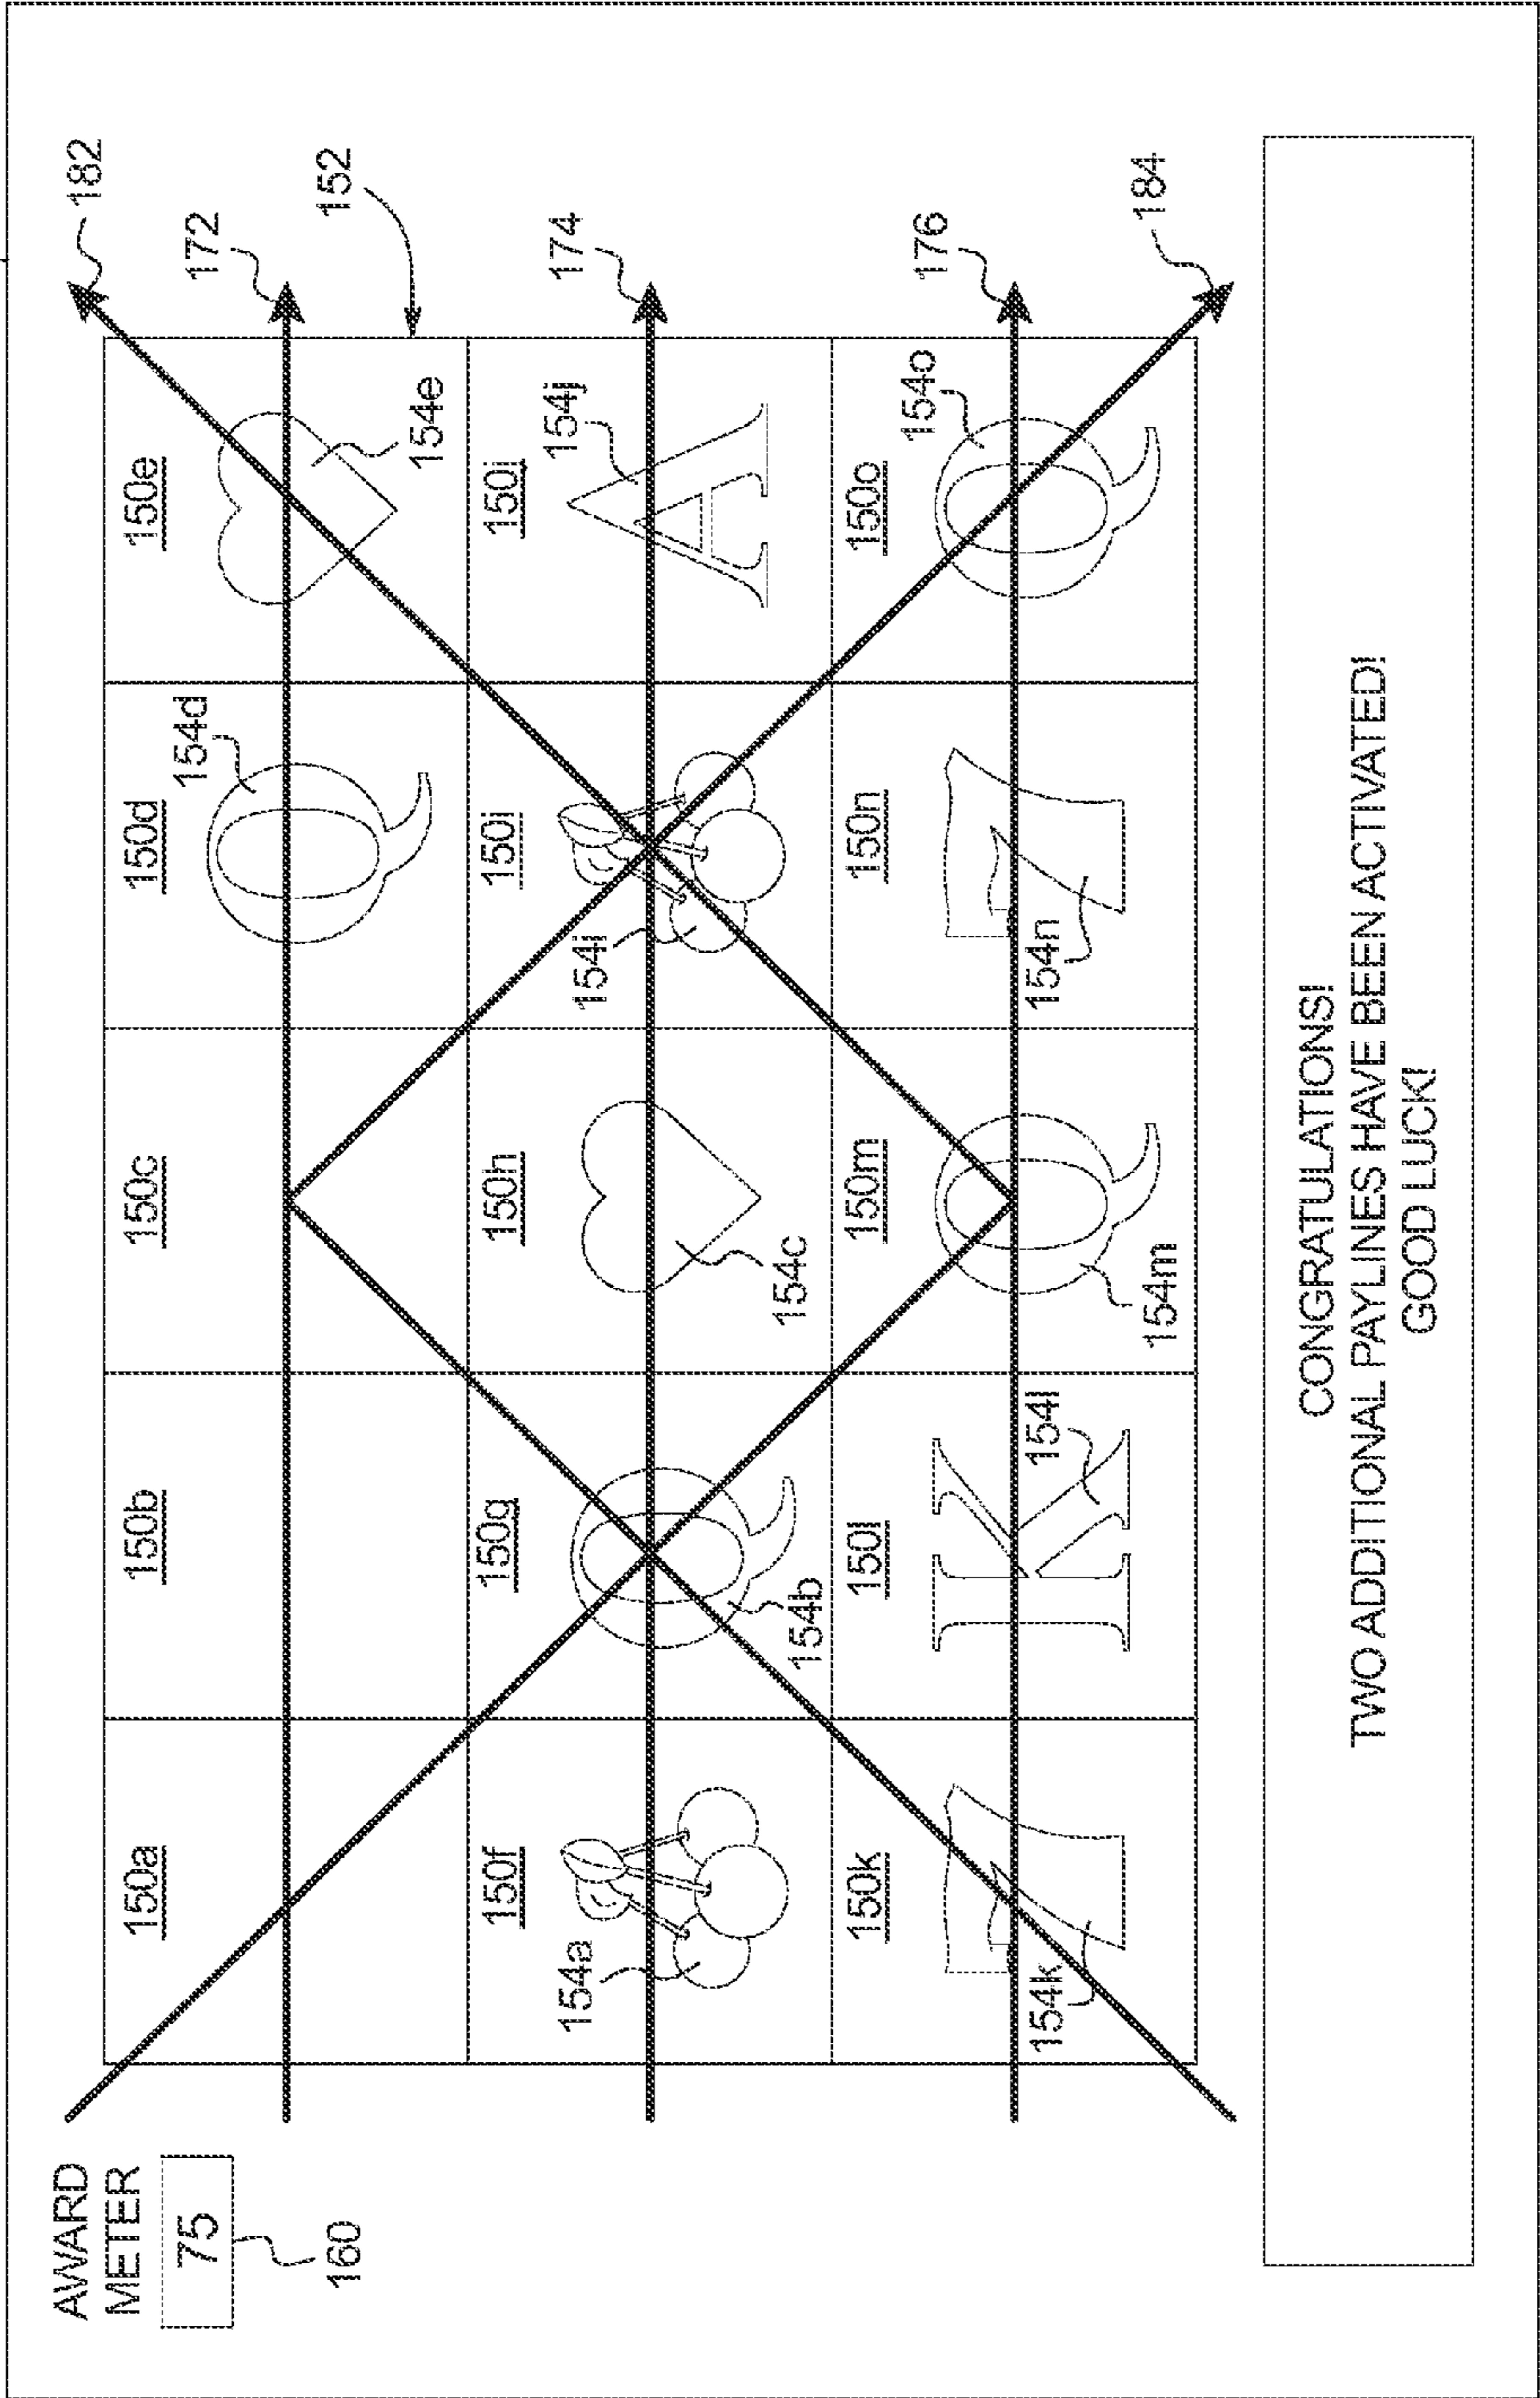 AWARD
METER
75
160
182
172
152
174
176
184
150a
150b
150c
150d
150e
154d
154e
150f
150g
150h
150i
150j
154a
154b
154c
154i
154j
150k
150l
150m
150n
150o
154k
154l
154m
154n
154o
K
A
7
7
CONGRATULATIONS!
TWO ADDITIONAL PAYLINES HAVE BEEN ACTIVATED!
GOOD LUCK!